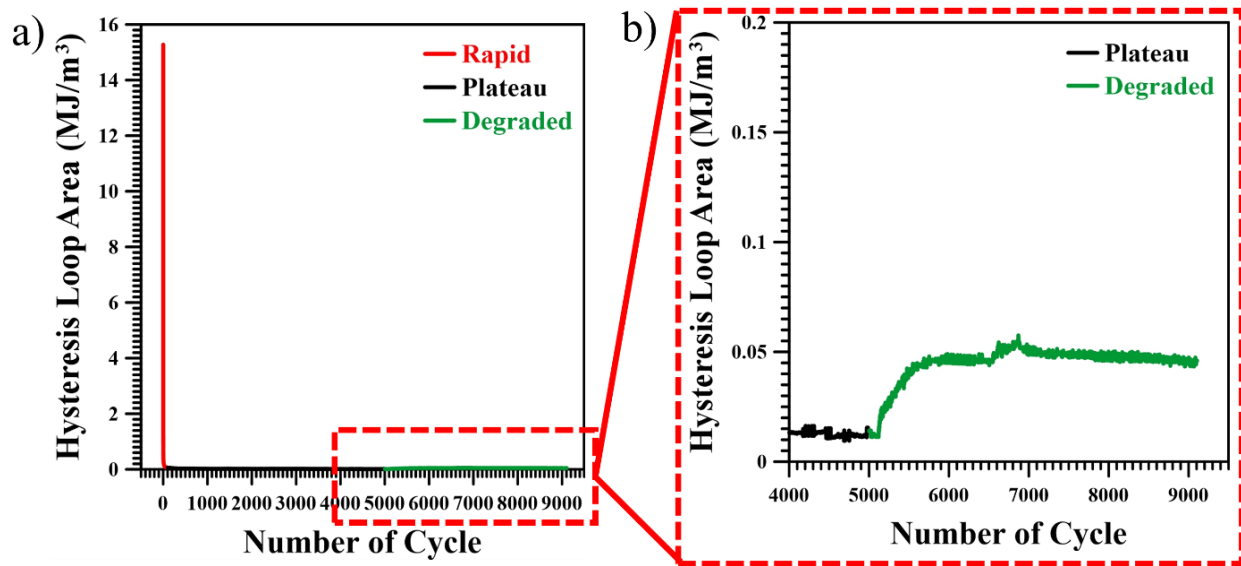 a)
Hysteresis Loop Area (MJ/m³)
16
14
12
10
8
6
4
2
0
Rapid
Plateau
Degraded
0 1000 2000 3000 4000 5000 6000 7000 8000 9000
Number of Cycle
b)
Hysteresis Loop Area (MJ/m³)
0.2
0.15
0.1
0.05
0
Plateau
Degraded
4000 5000 6000 7000 8000 9000
Number of Cycle